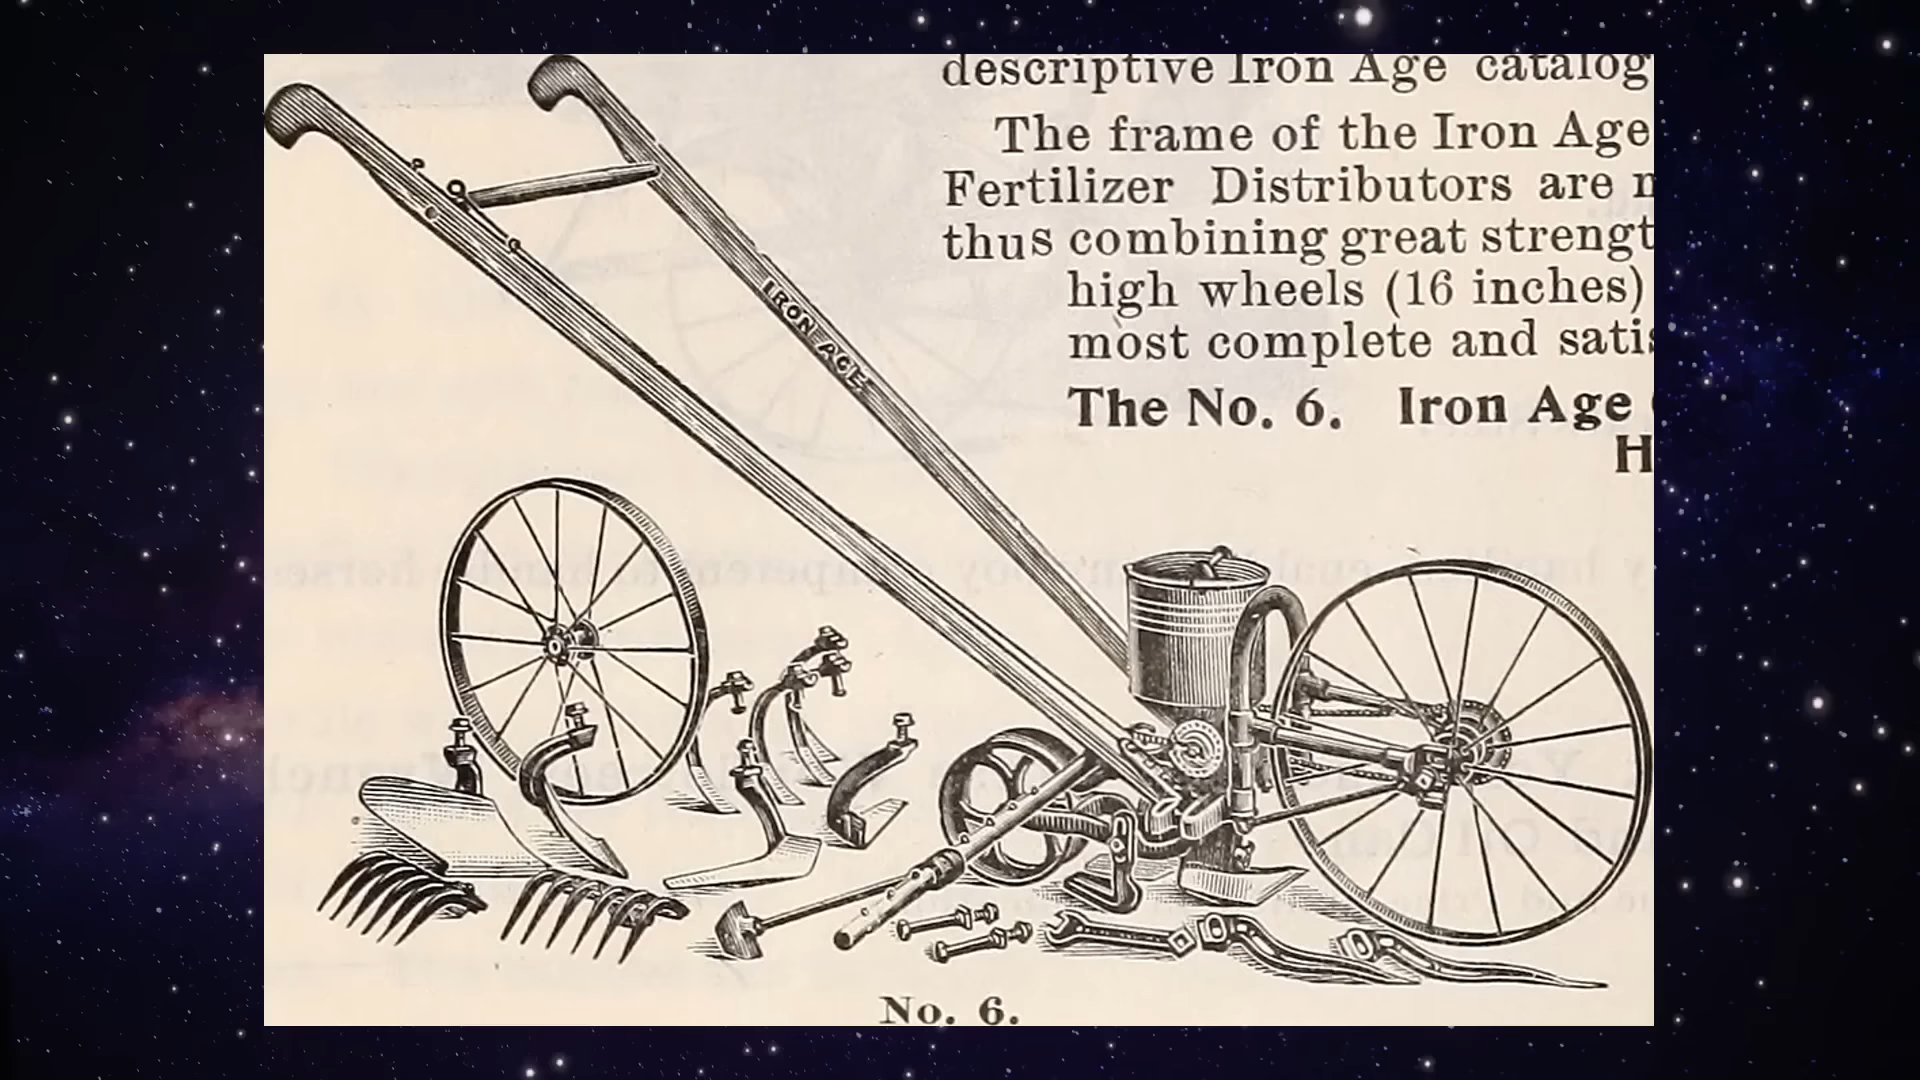 descriptive Iron Age catalog
The frame of the Iron Age
Fertilizer Distributors are
thus combining great strengt
high wheels (16 inches)
most complete and satis
The No. 6. Iron Age
H
IRON AGE
No. 6.